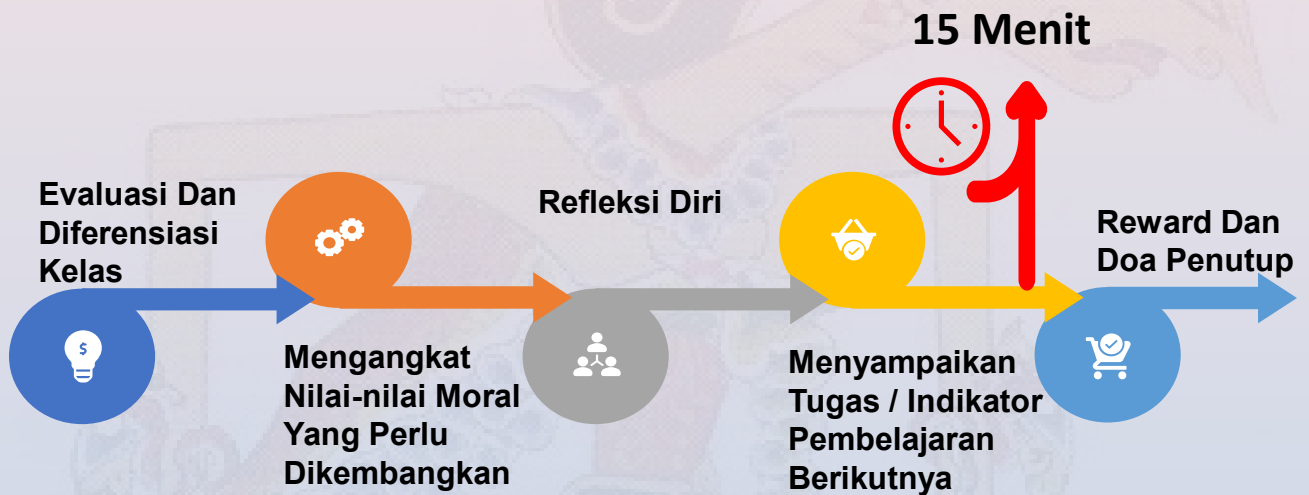 15 Menit
Evaluasi Dan
Diferensiasi
Kelas
$
Mengangkat
Nilai-nilai Moral
Yang Perlu
Dikembangkan
Refleksi Diri
Menyampaikan
Tugas / Indikator
Pembelajaran
Berikutnya
Reward Dan
Doa Penutup